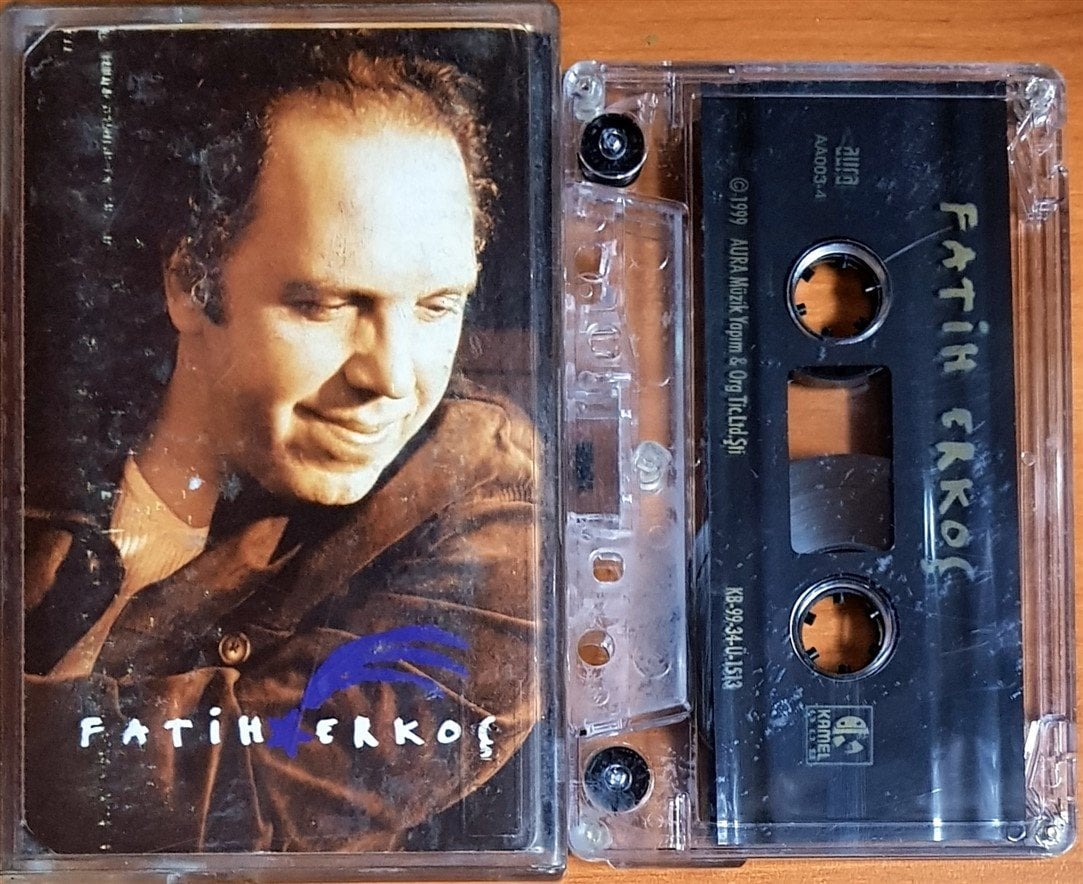 FATİH ERKOÇ
aura
AA003-A
FATİH ERKOÇ
©1999 AURA Müzik Yapım & Org.Tic.Ltd.Şti
KB-99-34-Ü-1513
KAMEL